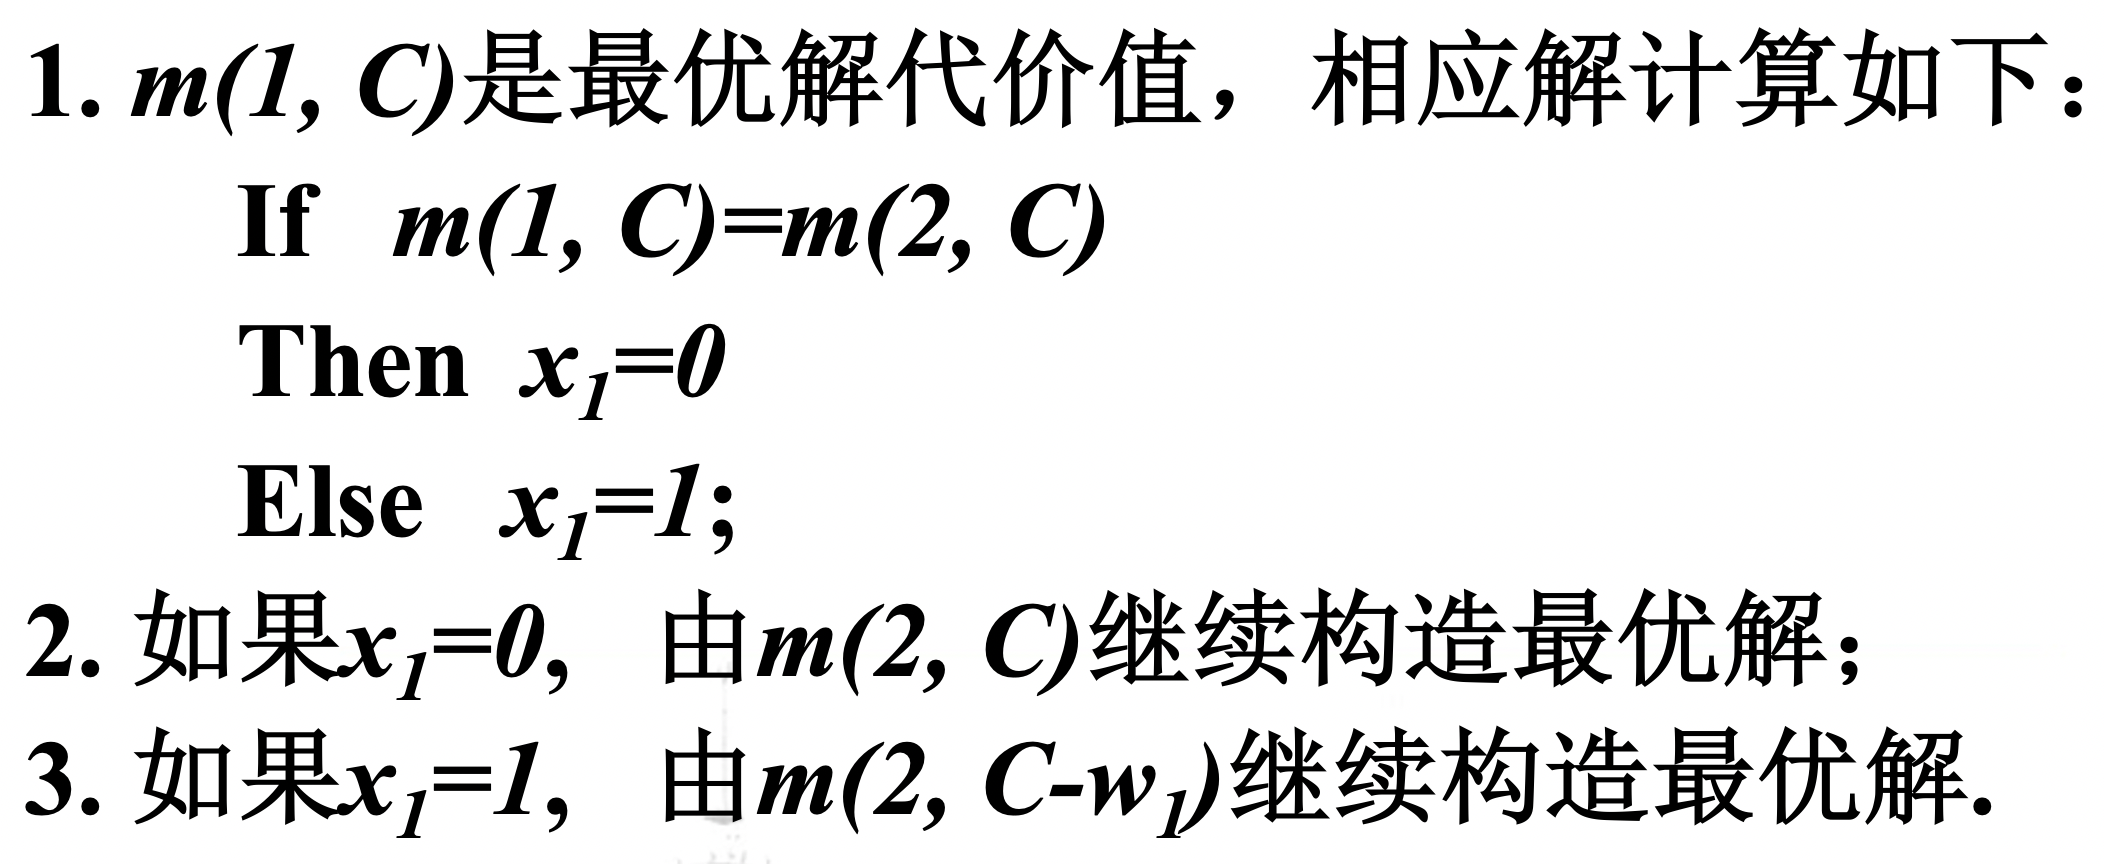 1. m(1, C)是最优解代价值，相应解计算如下：
If m(1, C)=m(2, C)
Then x₁=0
Else x₁=1;
2. 如果x₁=0, 由m(2, C)继续构造最优解；
3. 如果x₁=1, 由m(2, C-w₁)继续构造最优解.